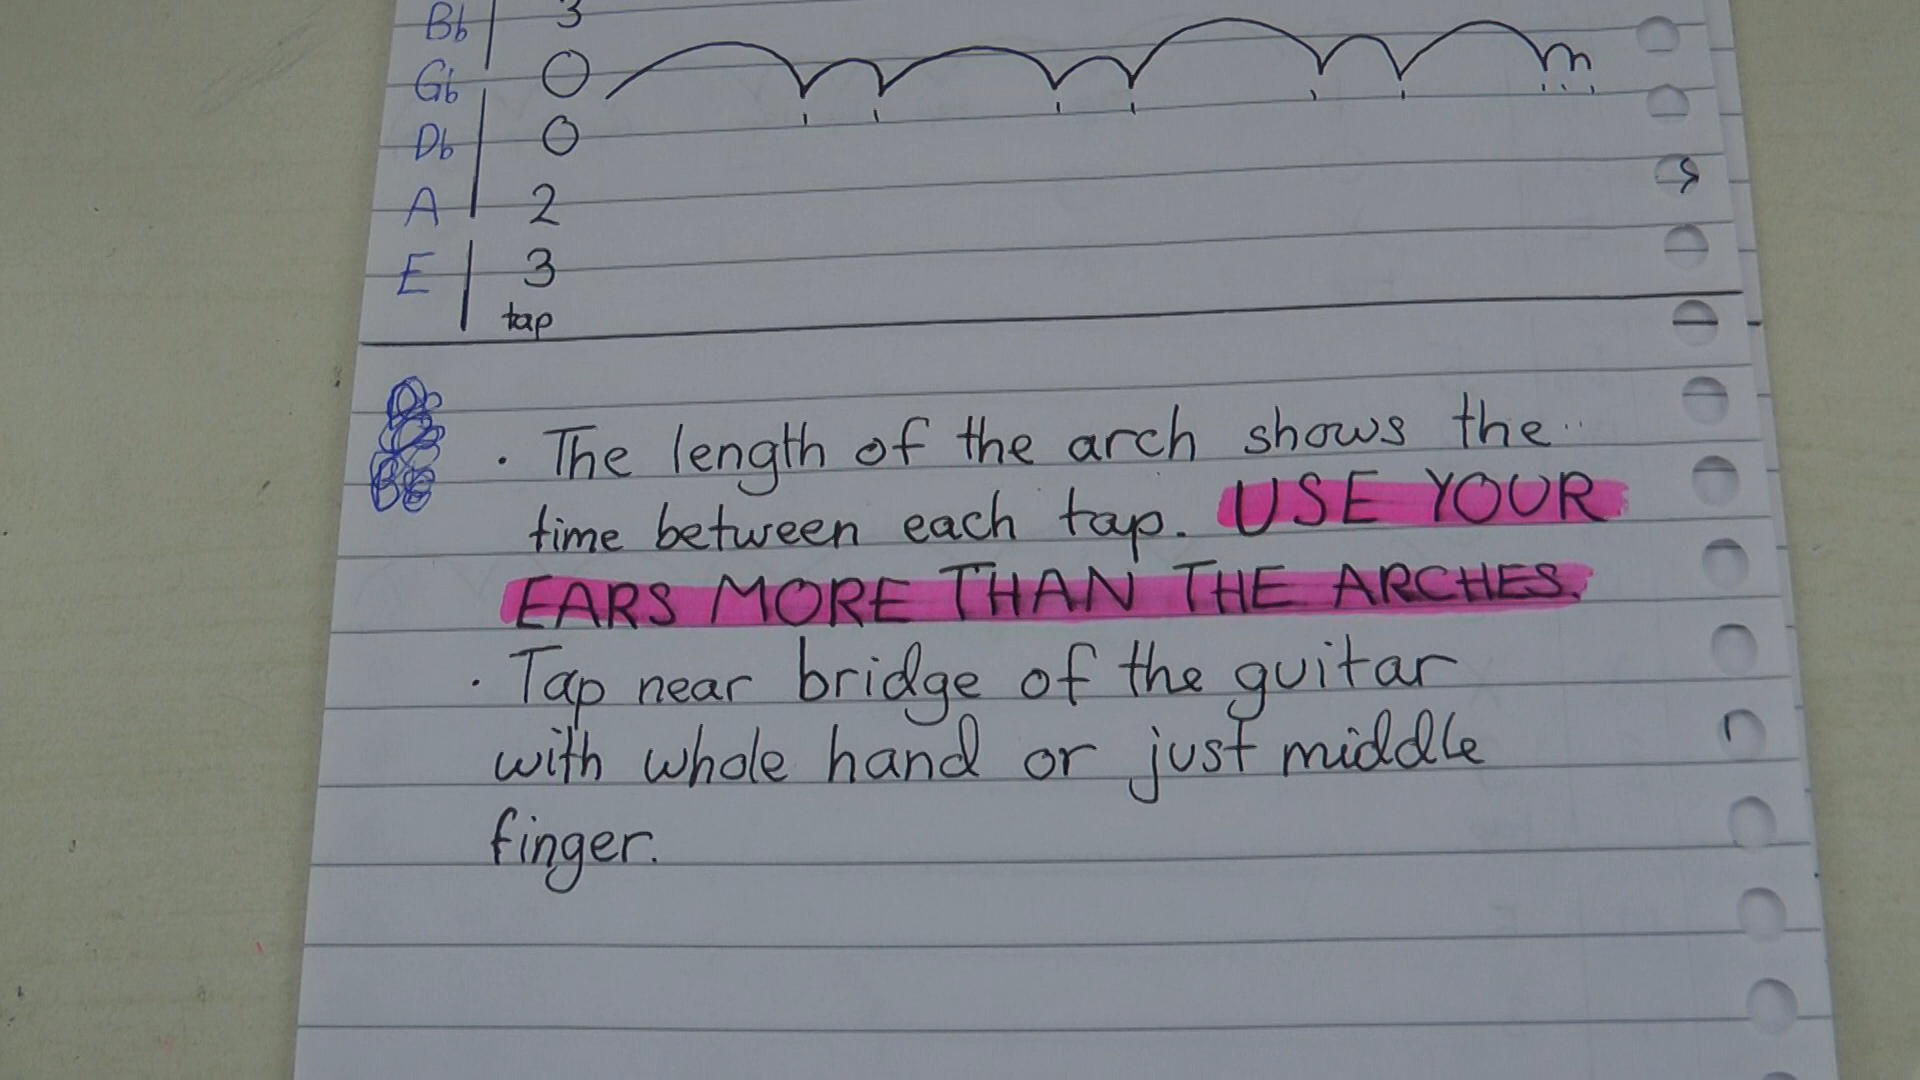 Bb 3
Gb 0
Db 0
A 2
E 3
tap
. The length of the arch shows the
time between each tap. USE YOUR
EARS MORE THAN THE ARCHES.
. Tap near bridge of the guitar
with whole hand or just middle
finger.